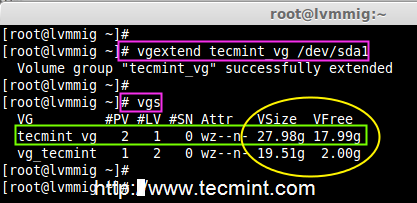 root@lvmmig:~
[root@lvmmig ~]#
[root@lvmmig ~]# vgextend tecmint_vg /dev/sda1
  Volume group "tecmint_vg" successfully extended
[root@lvmmig ~]#
[root@lvmmig ~]# vgs
  VG         #PV #LV #SN Attr   VSize  VFree
  tecmint_vg   2   1   0 wz--n- 27.98g 17.99g
  vg_tecmint   1   2   0 wz--n- 19.51g  2.00g
[root@lvmmig ~]#
[root@lvmmig ~]#
http://www.tecmint.com